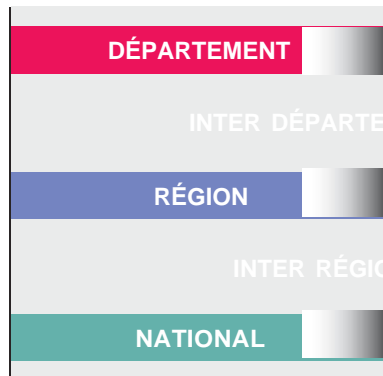 DÉPARTEMENT
INTER DÉPARTE
RÉGION
INTER RÉGIO
NATIONAL